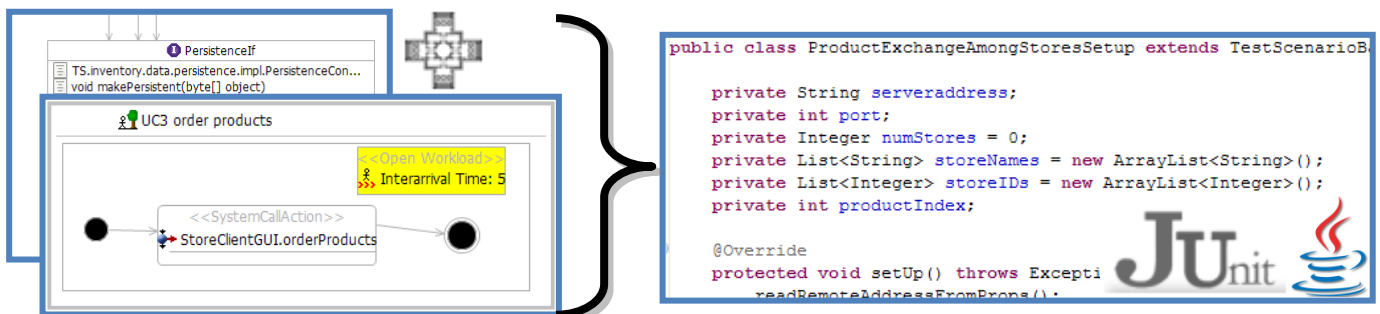 PersistenceIf
TS.inventory.data.persistence.impl.PersistenceCon...
void makePersistent(byte[] object)
UC3 order products
<<Open Workload>>
Interarrival Time: 5
<<SystemCallAction>>
StoreClientGUI.orderProducts
public class ProductExchangeAmongStoresSetup extends TestScenarioBa
private String serveraddress;
private int port;
private Integer numStores = 0;
private List<String> storeNames = new ArrayList<String>();
private List<Integer> storeIDs = new ArrayList<Integer>();
private int productIndex;
@Override
protected void setUp() throws Excepti
readRemoteAddressFromProps();
JUnit